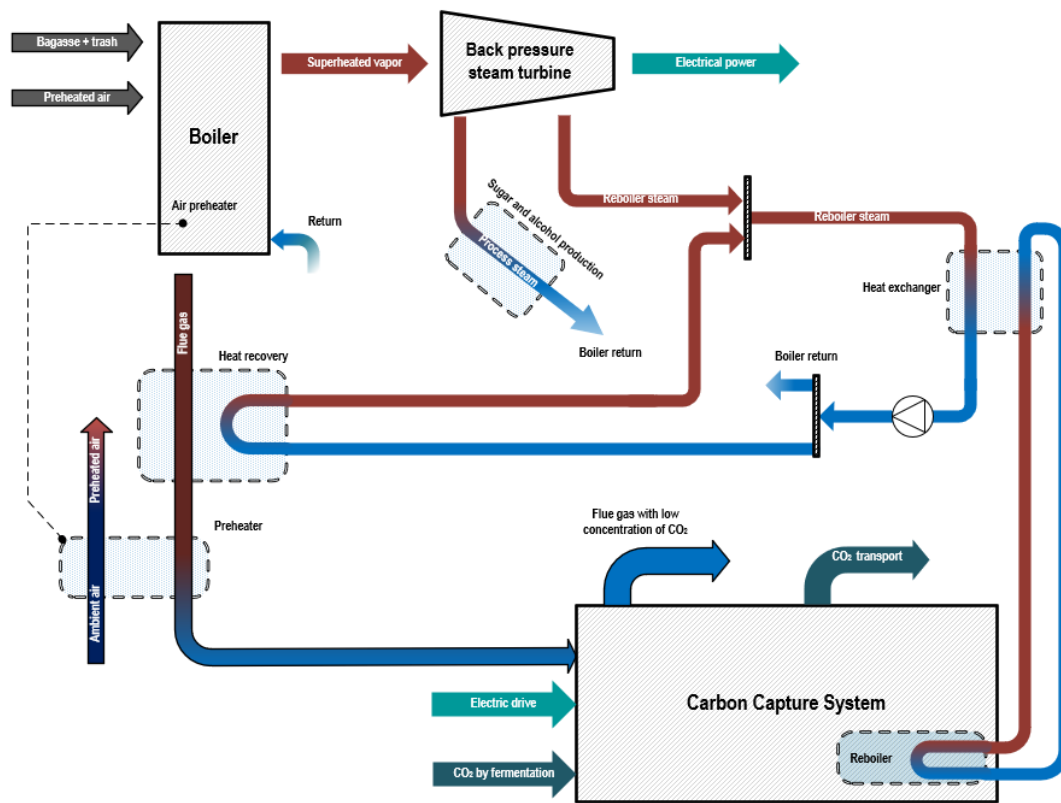 Bagasse + trash
Preheated air
Boiler
Air preheater
Superheated vapor
Back pressure
steam turbine
Electrical power
Return
Sugar and alcohol production
Process steam
Boiler return
Reboiler steam
Reboiler steam
Heat exchanger
Boiler return
Flue gas
Heat recovery
Preheated air
Ambient air
Preheater
Flue gas with low
concentration of CO₂
CO₂ transport
Electric drive
CO₂ by fermentation
Carbon Capture System
Reboiler